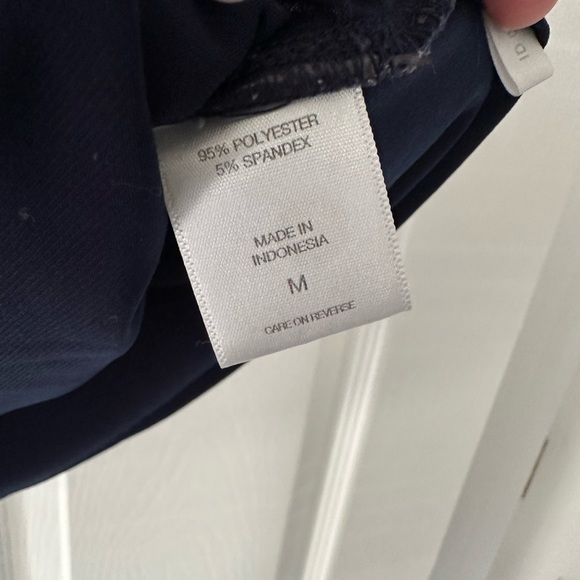 95% POLYESTER
5% SPANDEX
MADE IN
INDONESIA
M
CARE ON REVERSE